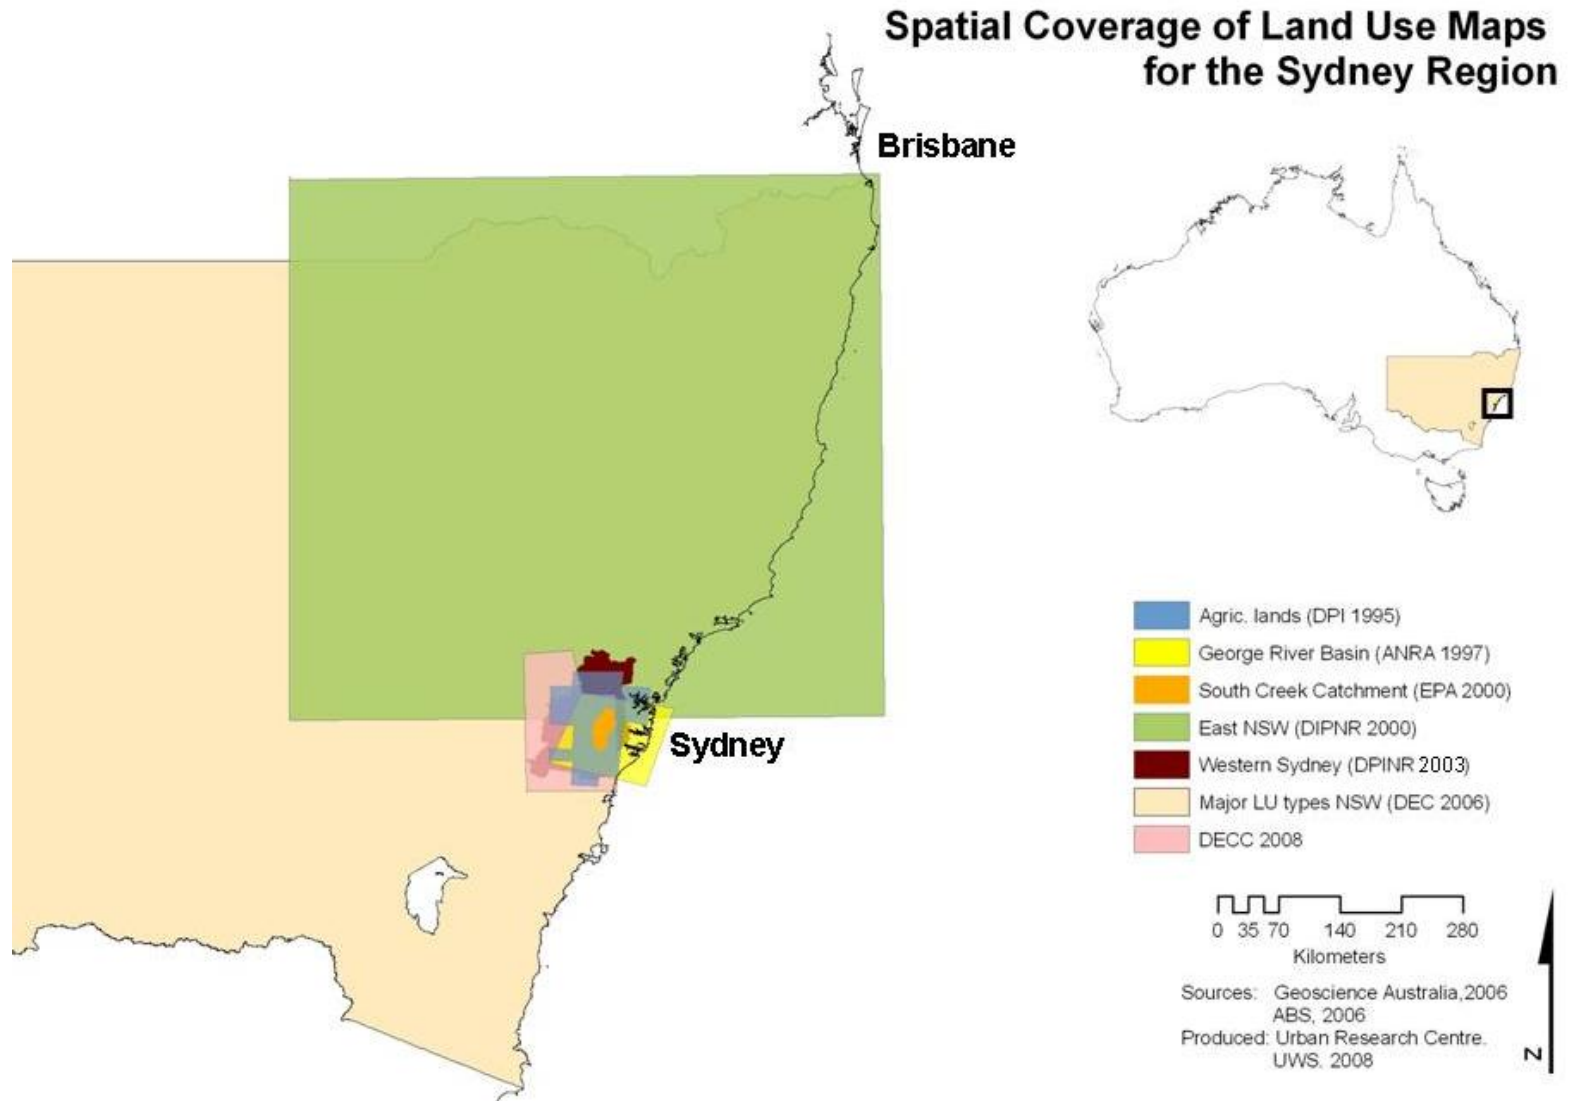 Spatial Coverage of Land Use Maps
for the Sydney Region
Brisbane
Sydney
Agric. lands (DPI 1995)
George River Basin (ANRA 1997)
South Creek Catchment (EPA 2000)
East NSW (DIPNR 2000)
Western Sydney (DPINR 2003)
Major LU types NSW (DEC 2006)
DECC 2008
0 35 70 140 210 280
Kilometers
Sources: Geoscience Australia,2006
ABS, 2006
Produced: Urban Research Centre.
UWS. 2008
N